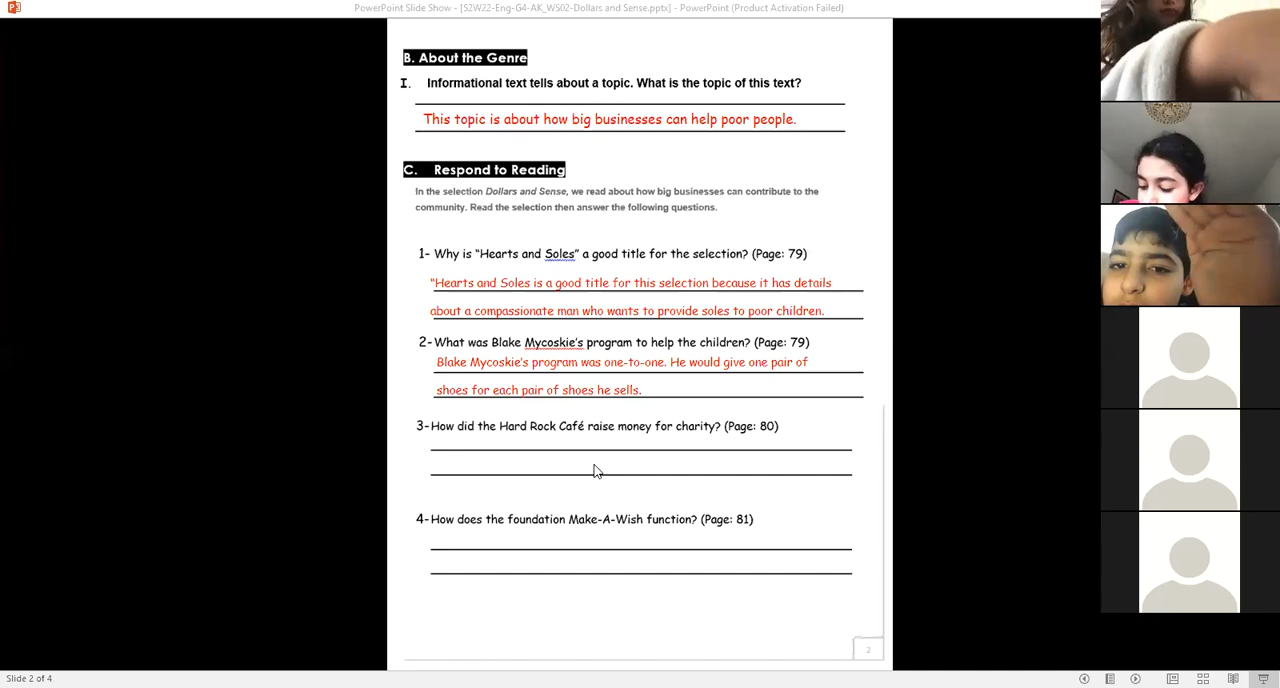 PowerPoint Slide Show - [S2W22-Eng-G4-AK_WS02-Dollars and Sense.pptx] - PowerPoint (Product Activation Failed)
B. About the Genre
I. Informational text tells about a topic. What is the topic of this text?
This topic is about how big businesses can help poor people.
C. Respond to Reading
In the selection Dollars and Sense, we read about how big businesses can contribute to the
community. Read the selection then answer the following questions.
1- Why is "Hearts and Soles" a good title for the selection? (Page: 79)
"Hearts and Soles is a good title for this selection because it has details
about a compassionate man who wants to provide soles to poor children.
2- What was Blake Mycoskie's program to help the children? (Page: 79)
Blake Mycoskie's program was one-to-one. He would give one pair of
shoes for each pair of shoes he sells.
3- How did the Hard Rock Café raise money for charity? (Page: 80)
4- How does the foundation Make-A-Wish function? (Page: 81)
2
Slide 2 of 4